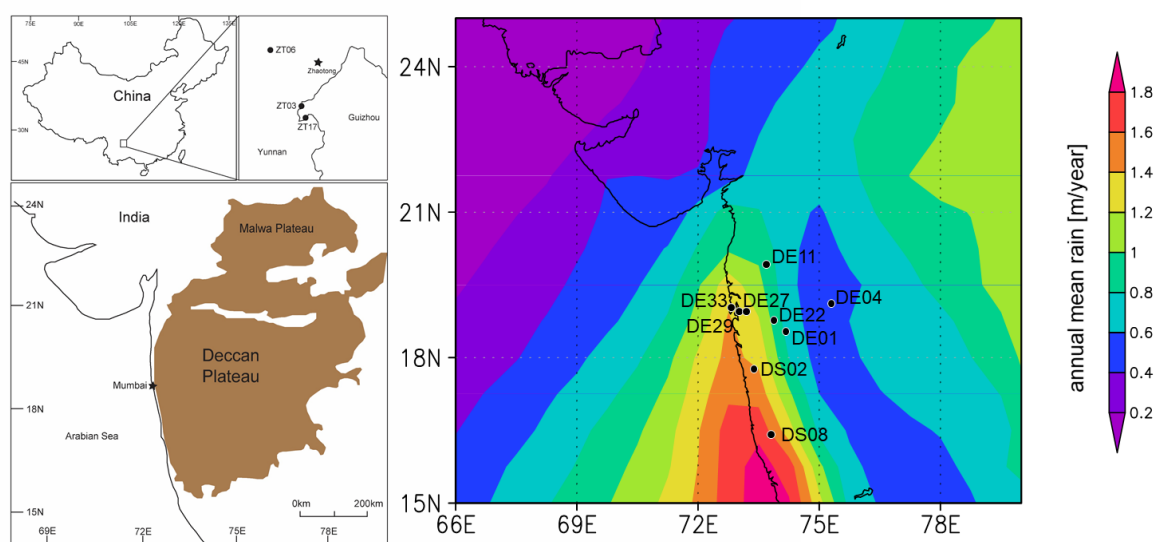 75E 90E 105E 120E 135E
45N
30N
China
ZT06
Zhaotong
ZT03
ZT17
Guizhou
Yunnan
24N
21N
18N
15N
India
Malwa Plateau
Deccan
Plateau
Mumbai
Arabian Sea
0km 200km
69E 72E 75E 78E
24N
21N
18N
15N
DE11
DE33 DE27
DE04
DE29
DE22
DE01
DS02
DS08
66E 69E 72E 75E 78E
annual mean rain [m/year]
1.8
1.6
1.4
1.2
1
0.8
0.6
0.4
0.2